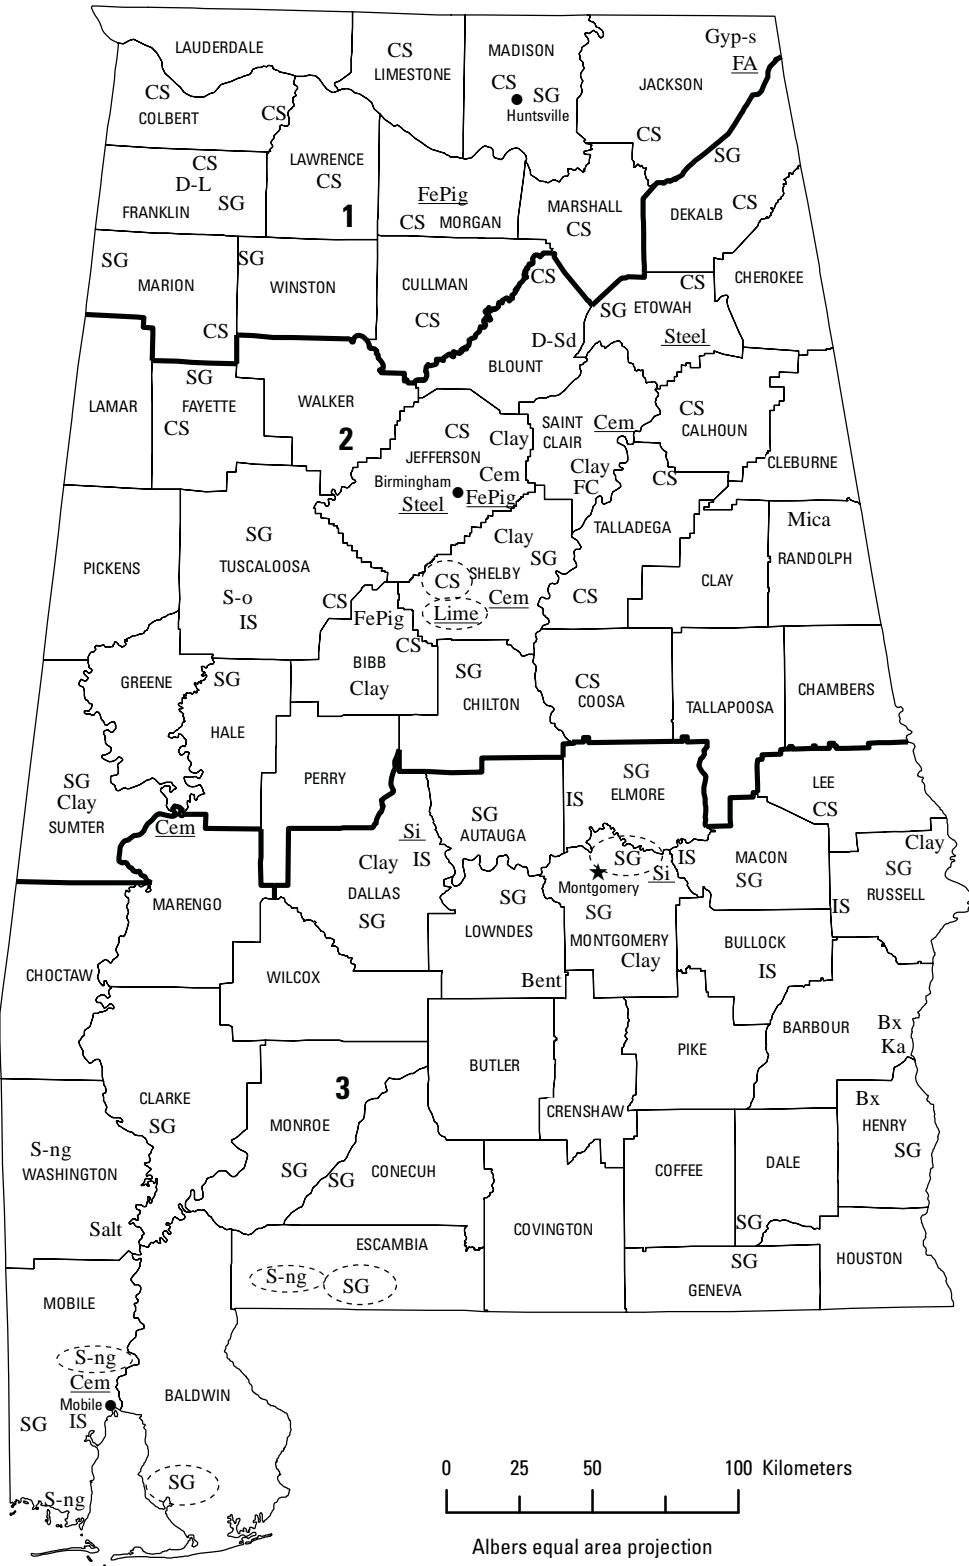 Gyp-s
FA
LAUDERDALE
CS
LIMESTONE
MADISON
CS
SG
Huntsville
JACKSON
CS
CS
COLBERT
CS
SG
CS
D-L
FRANKLIN
SG
LAWRENCE
CS
1
FePig
CS
MORGAN
MARSHALL
CS
DEKALB
CS
SG
MARION
CS
SG
WINSTON
CULLMAN
CS
CS
D-Sd
BLOUNT
CS
SG
ETOWAH
Steel
CHEROKEE
LAMAR
SG
FAYETTE
CS
WALKER
2
CS
Clay
JEFFERSON
Cem
Birmingham
Steel
FePig
SAINT
CLAIR
Cem
Clay
FC
CS
CALHOUN
CLEBURNE
CS
TALLADEGA
CS
PICKENS
SG
TUSCALOOSA
S-o
IS
CS
Clay
SG
SHELBY
CS
Cem
Lime
CLAY
Mica
RANDOLPH
FePig
CS
BIBB
Clay
GREENE
SG
HALE
SG
CHILTON
CS
COOSA
TALLAPOOSA
CHAMBERS
PERRY
SG
Clay
SUMTER
Cem
Si
IS
Clay
DALLAS
SG
SG
AUTAUGA
IS
SG
ELMORE
LEE
CS
SG
IS
Si
Montgomery
SG
MONTGOMERY
Clay
MACON
SG
Clay
SG
RUSSELL
IS
MARENGO
SG
LOWNDES
Bent
BULLOCK
IS
CHOCTAW
WILCOX
BUTLER
CRENSHAW
PIKE
BARBOUR
Bx
Ka
CLARKE
SG
3
MONROE
SG
SG
CONECUH
Bx
HENRY
SG
S-ng
WASHINGTON
Salt
COFFEE
DALE
SG
COVINGTON
ESCAMBIA
S-ng
SG
SG
GENEVA
HOUSTON
MOBILE
S-ng
Cem
Mobile
SG
IS
S-ng
BALDWIN
SG
0 25 50 100 Kilometers
Albers equal area projection